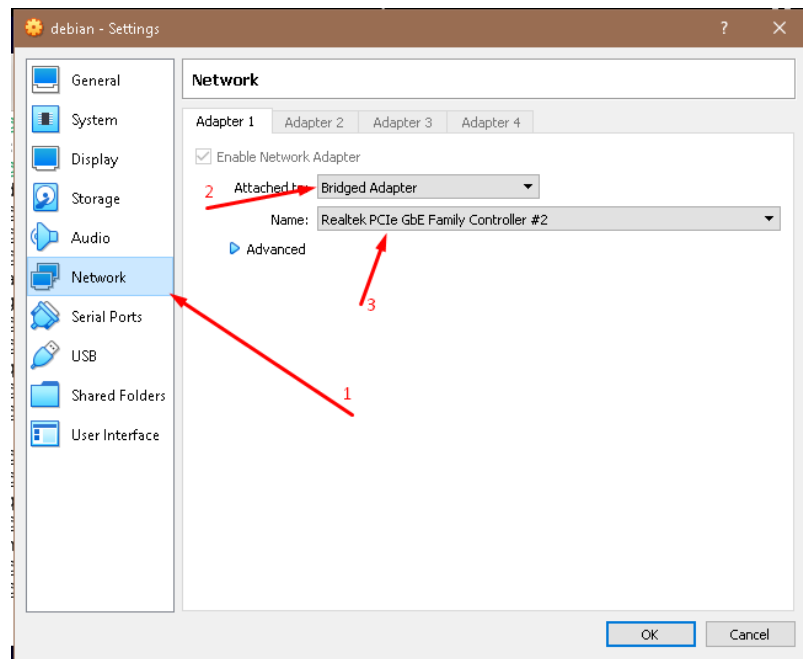 debian - Settings
?
General
Network
System
Adapter 1
Adapter 2
Adapter 3
Adapter 4
Display
Enable Network Adapter
2
Attached to:
Bridged Adapter
Storage
Name:
Realtek PCIe GbE Family Controller #2
Audio
Advanced
Network
3
Serial Ports
USB
1
Shared Folders
User Interface
OK
Cancel